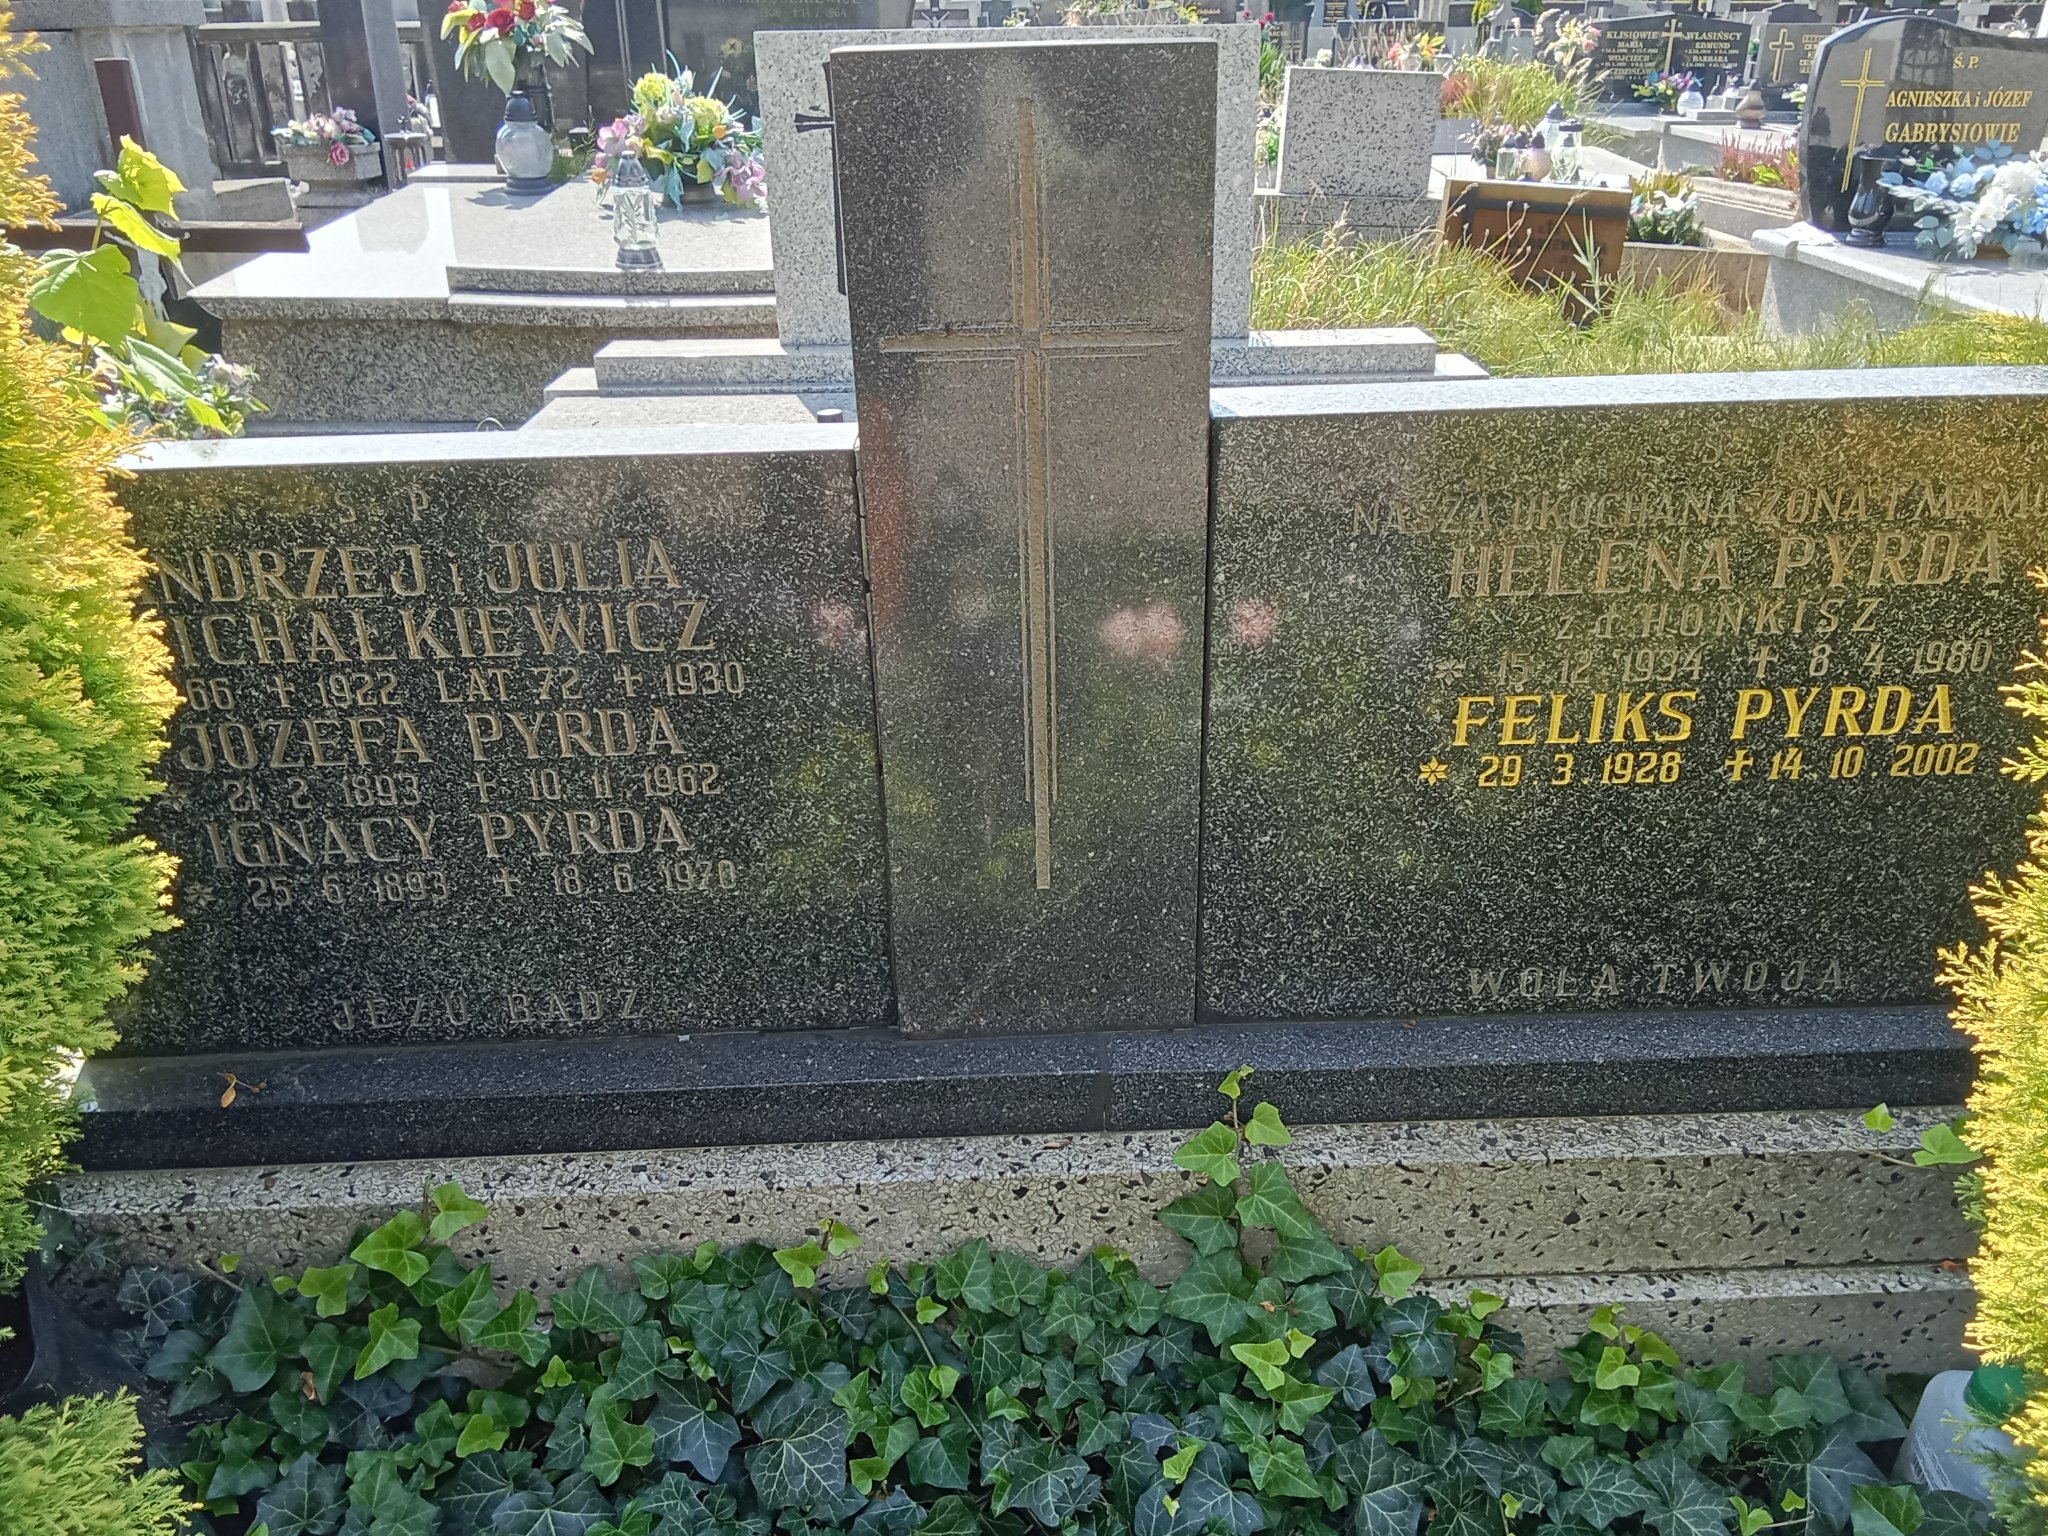 Ś. P.
AGNIESZKA i JÓZEF
GABRYSIOWIE
KLISIOWIE
MARIA
WOJCIECH
WŁASIŃSCY
EDMUND
BARBARA
S P
NDRZEJ i JULIA
ICHAŁKIEWICZ
66 + 1922 LAT 72 + 1930
JÓZEFA PYRDA
* 21. 2. 1893 + 10. 11. 1962
IGNACY PYRDA
* 25 6 1893 + 18 6 1970
JEZU BĄDŹ
Ś P
NASZA UKOCHANA ŻONA I MAM
HELENA PYRDA
z d HONKISZ
* 15 12 1934 + 8 4 1980
FELIKS PYRDA
* 29. 3. 1928 + 14. 10. 2002
WOLA TWOJA